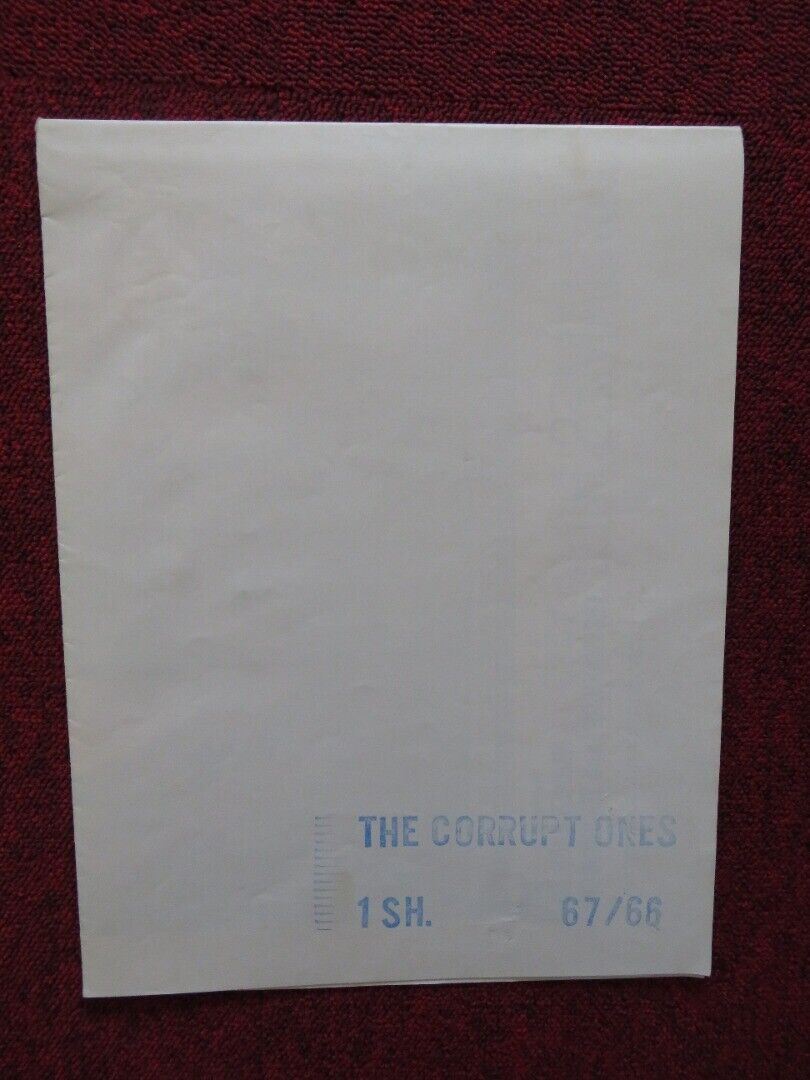 THE CORRUPT ONES
1 SH. 67/66